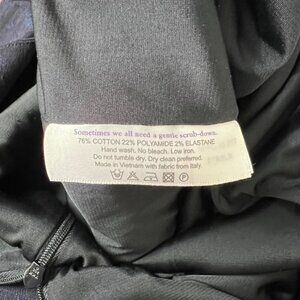 Sometimes we all need a gentle scrub-down.
76% COTTON 22% POLYAMIDE 2% ELASTANE
Hand wash. No bleach. Low iron.
Do not tumble dry. Dry clean preferred.
Made in Vietnam with fabric from Italy.